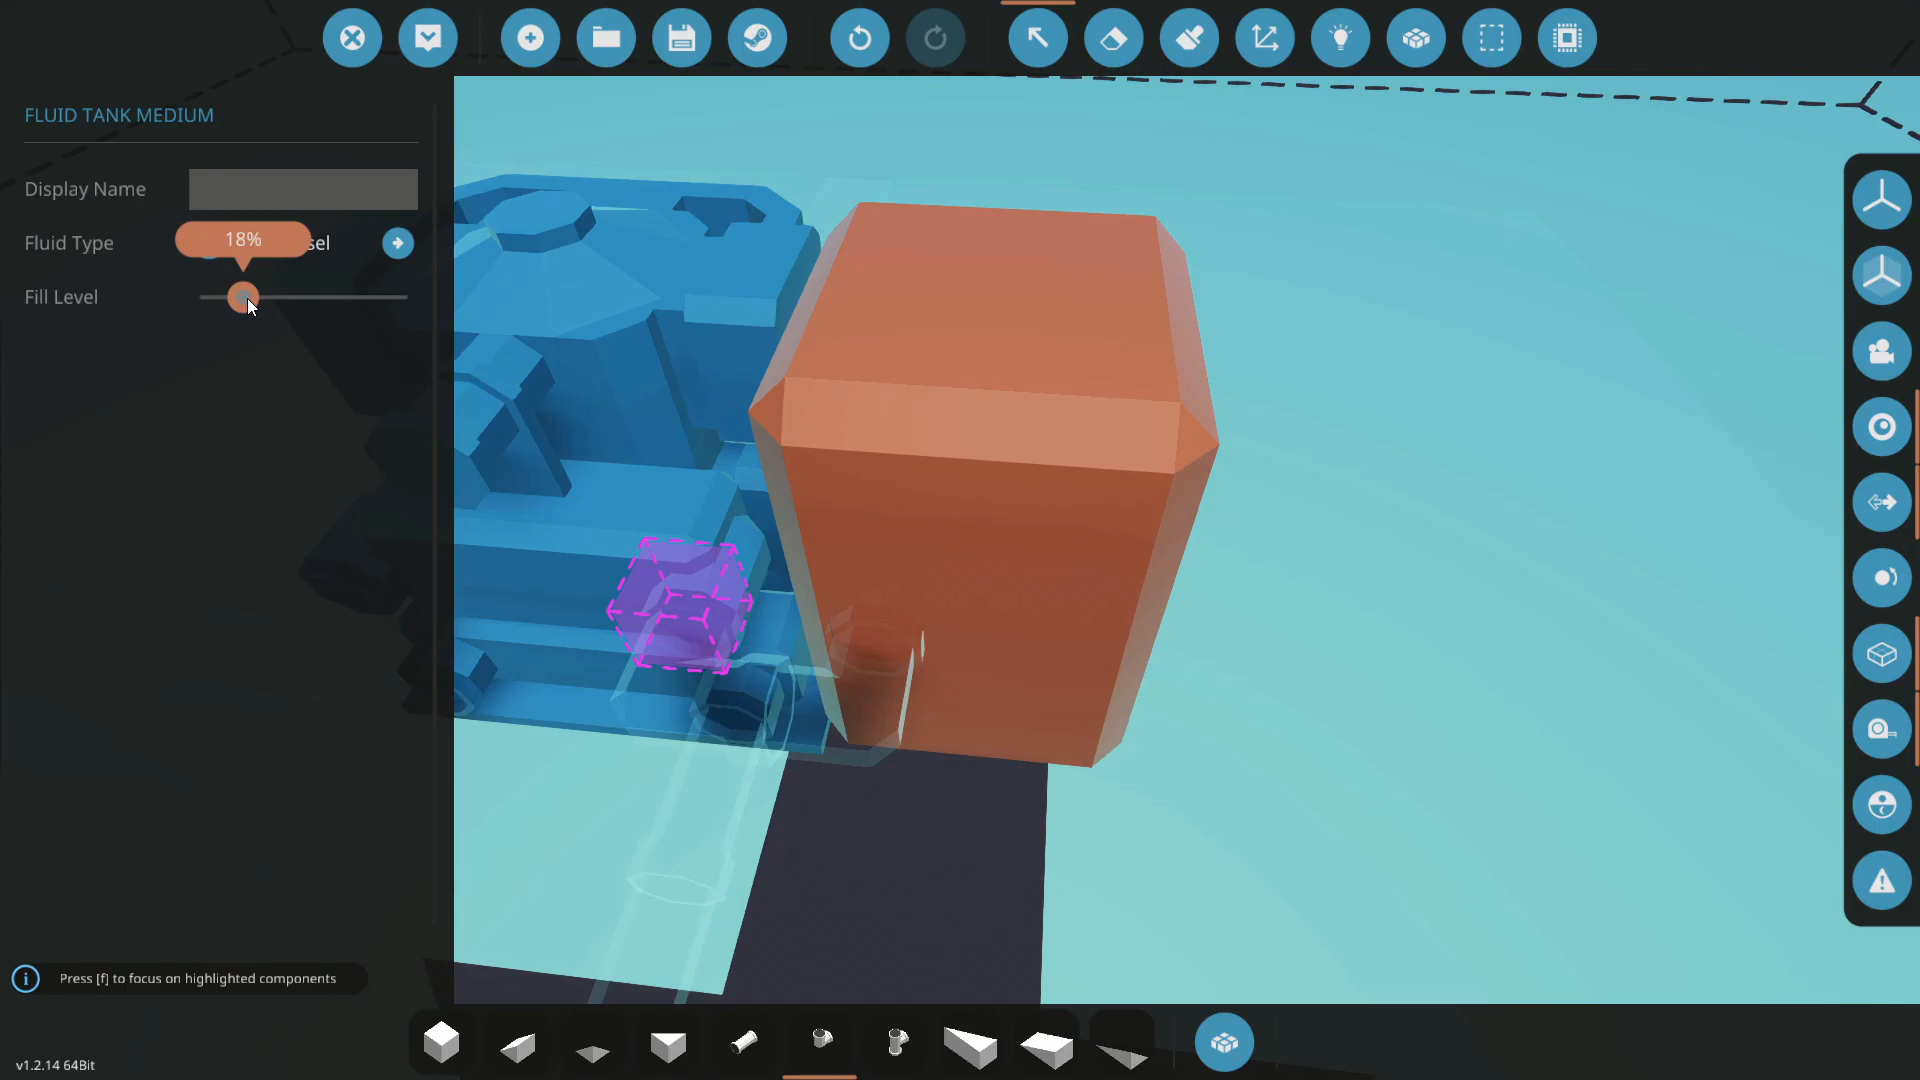 FLUID TANK MEDIUM
Display Name
18%
Fluid Type
Fill Level
Press [f] to focus on highlighted components
v1.2.14 64Bit